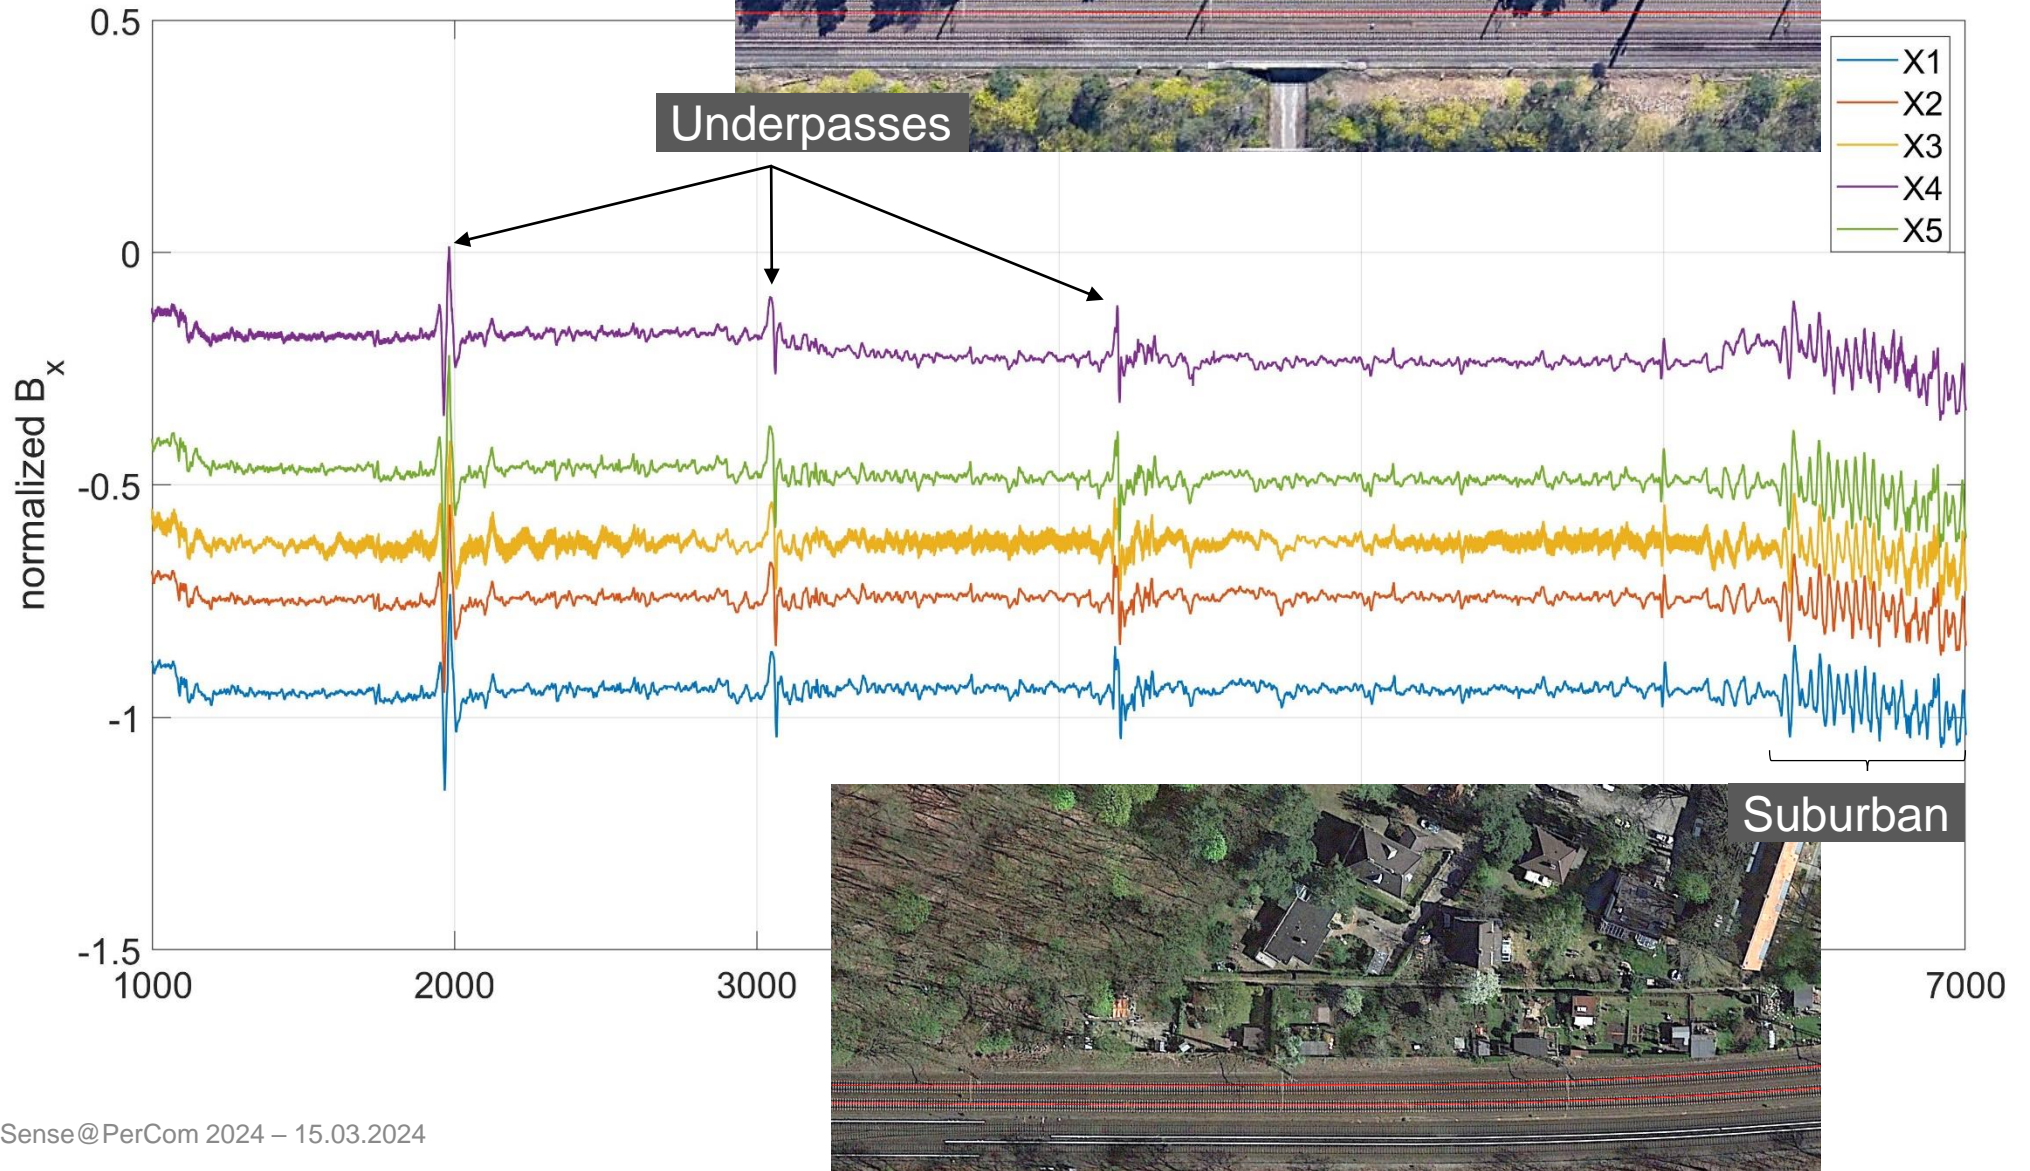 0.5
0
-0.5
-1
-1.5
normalized B_x
1000
2000
3000
7000
Underpasses
X1
X2
X3
X4
X5
Suburban
Sense@PerCom 2024 – 15.03.2024